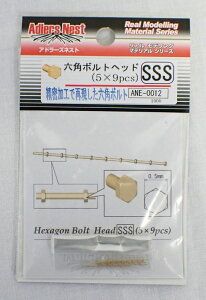 Adlers Nest
アドラーズネスト
Real Modelling
Material Series
リアル モデリング
マテリアル シリーズ
六角ボルトヘッド
(5×9pcs)
SSS
精密加工で再現した六角ボルト
ANE-0012
0.5mm
Hexagon Bolt Head SSS (5×9pcs)